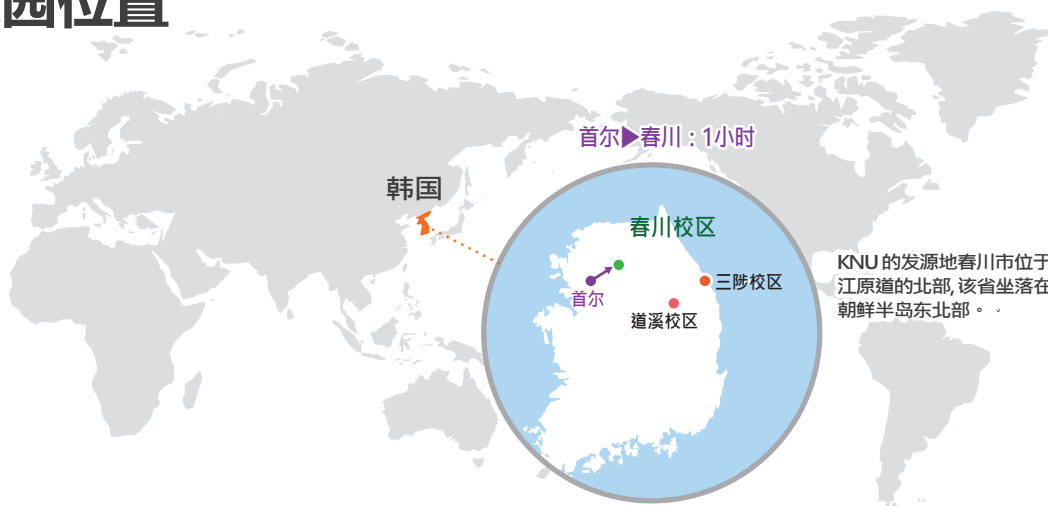 园位置
首尔▶春川：1小时
韩国
春川校区
首尔
三陟校区
道溪校区
KNU 的发源地春川市位于
江原道的北部, 该省坐落在
朝鲜半岛东北部。